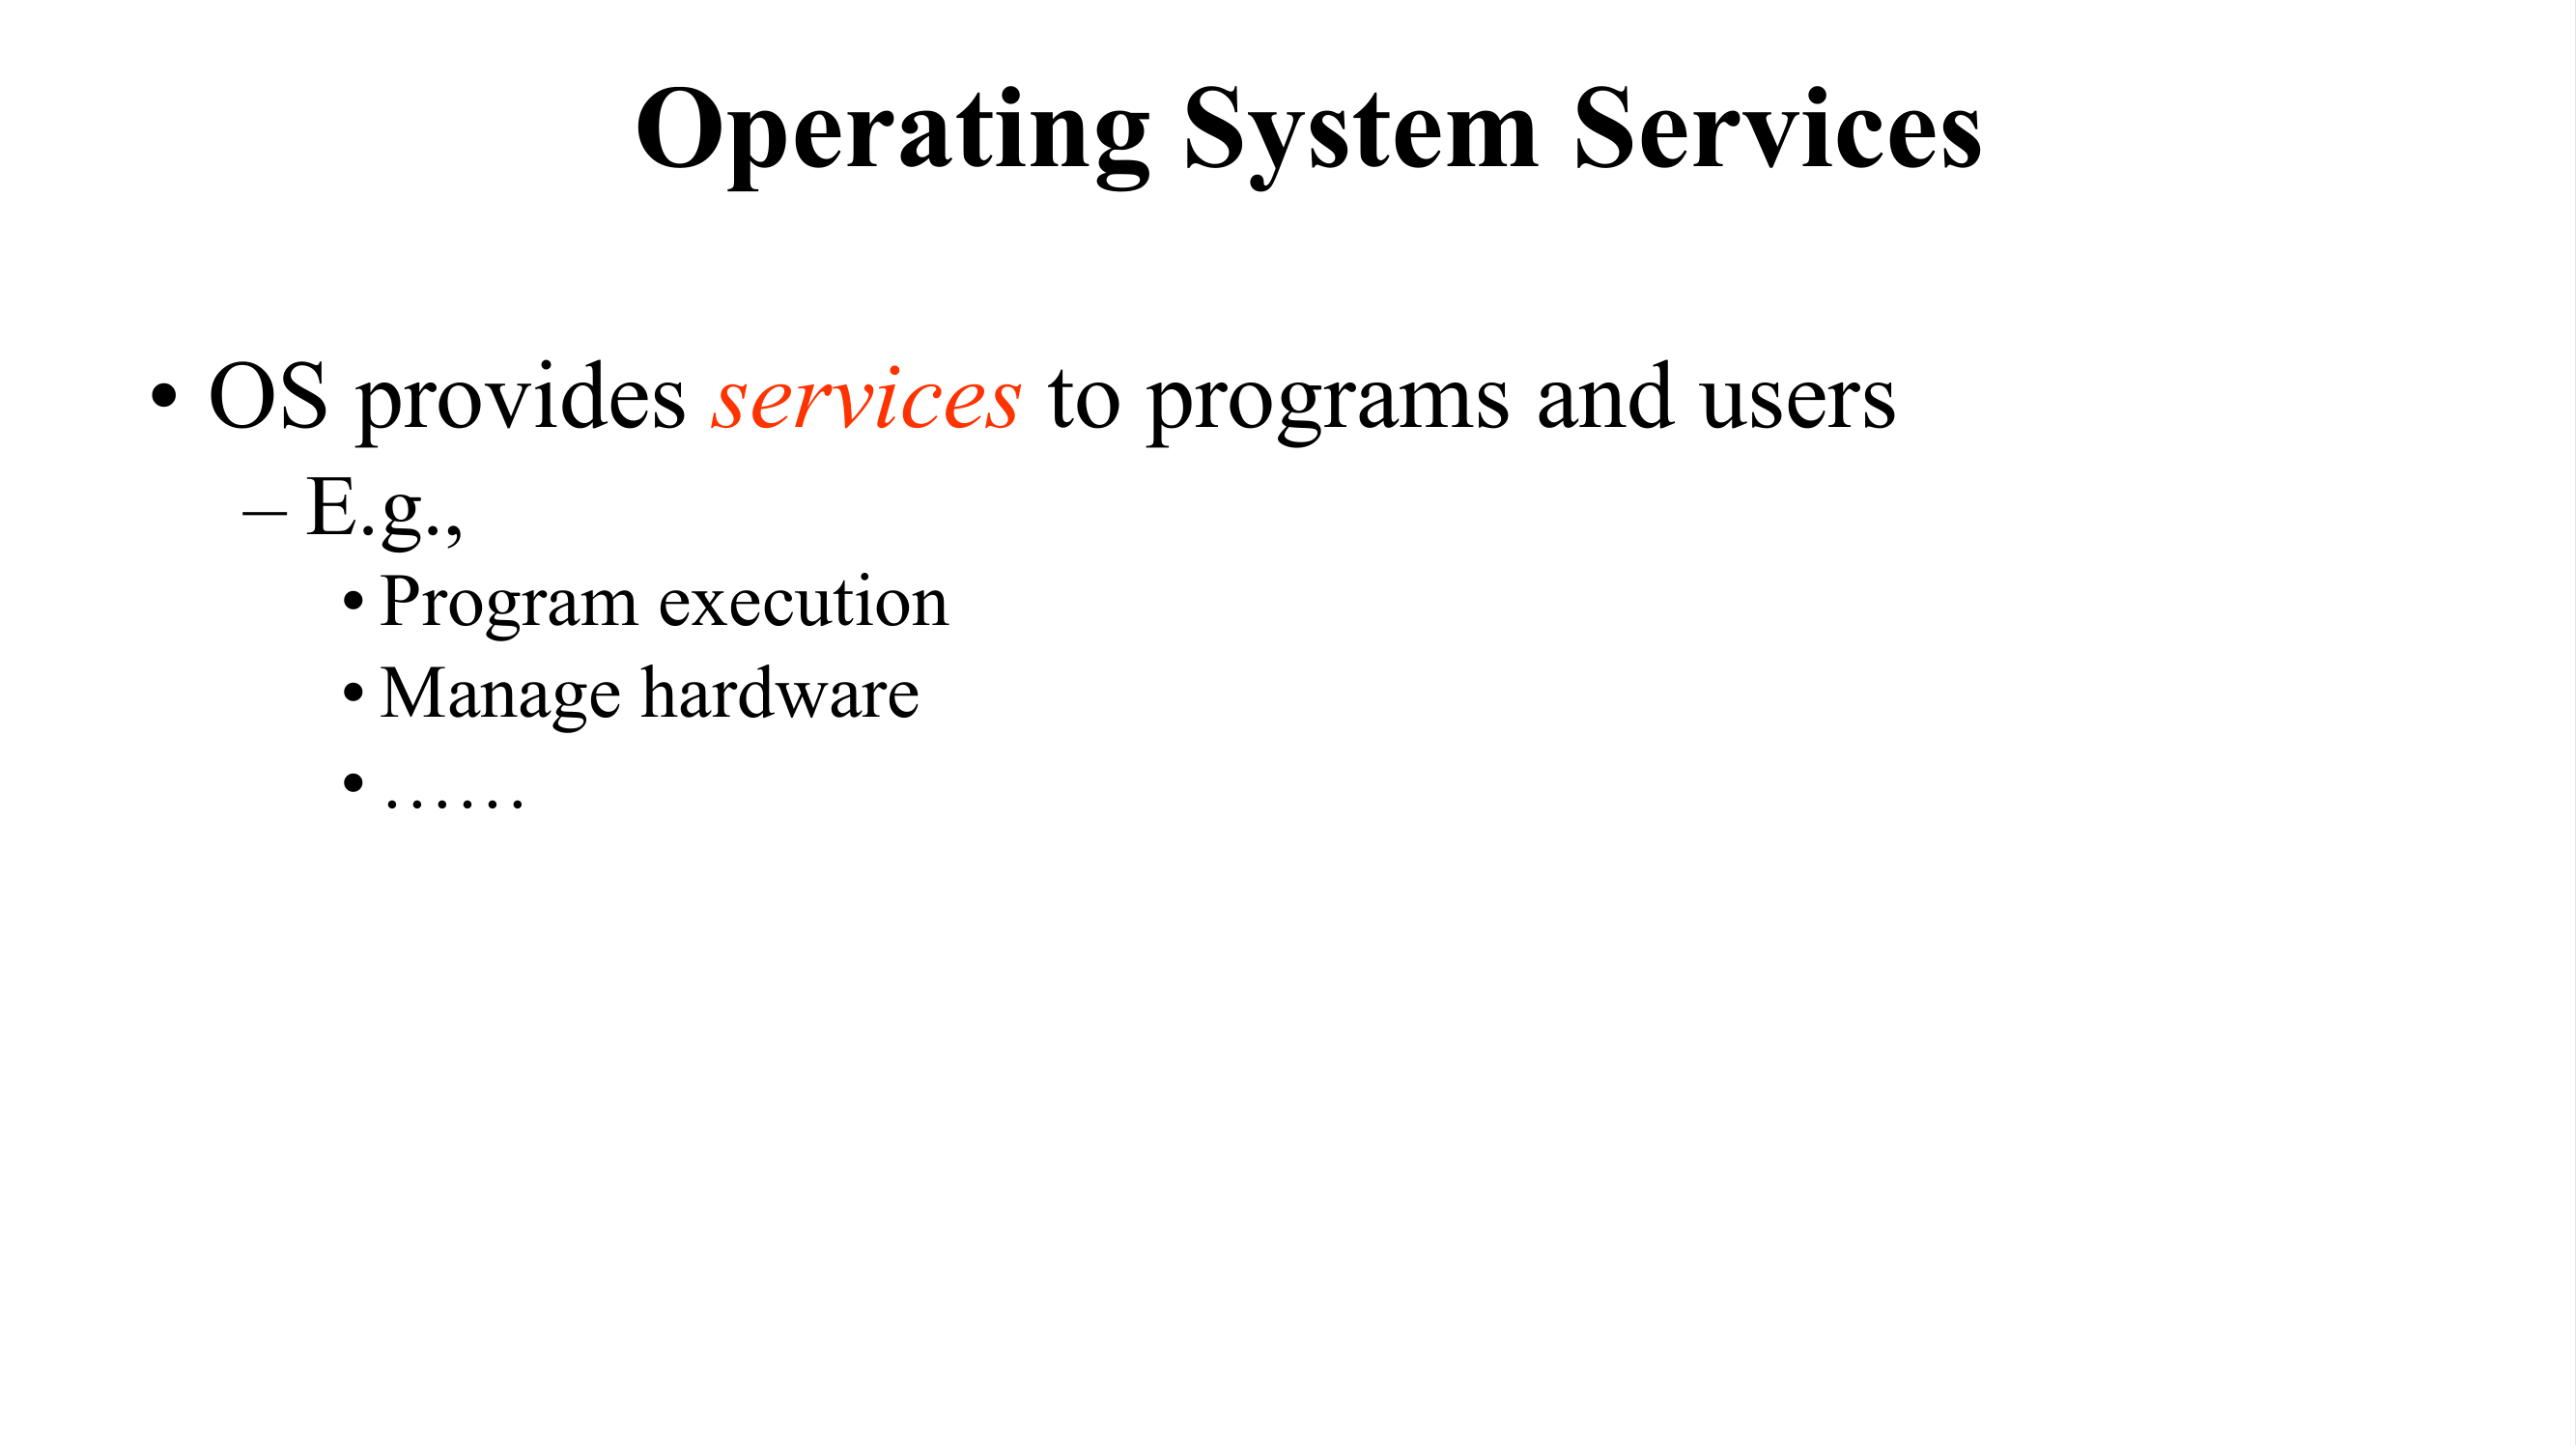 Operating System Services
• OS provides services to programs and users
– E.g.,
• Program execution
• Manage hardware
• ……